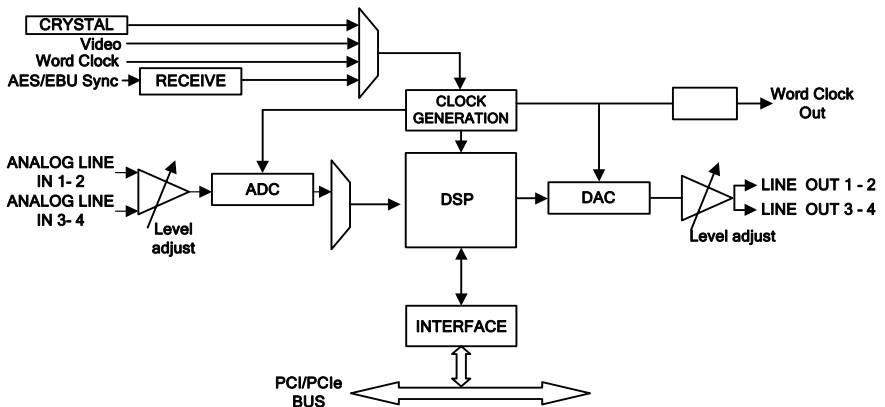 CRYSTAL
Video
Word Clock
AES/EBU Sync
RECEIVE
CLOCK
GENERATION
Word Clock
Out
ANALOG LINE
IN 1- 2
ANALOG LINE
IN 3- 4
Level
adjust
ADC
DSP
DAC
Level adjust
LINE OUT 1 - 2
LINE OUT 3 - 4
INTERFACE
PCI/PCIe
BUS